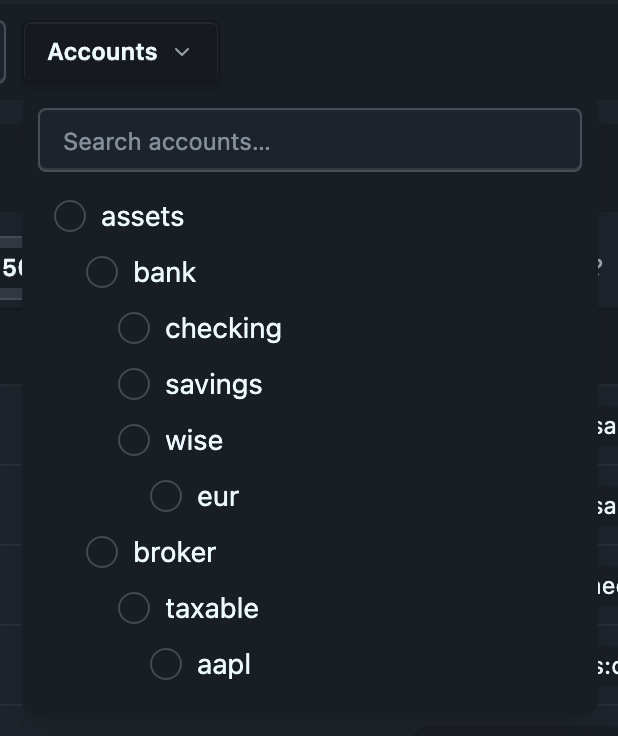 Accounts
Search accounts...
assets
bank
checking
savings
wise
eur
broker
taxable
aapl